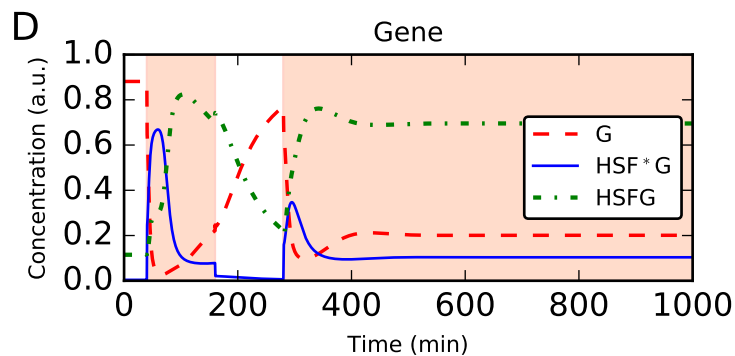 D
Gene
Concentration (a.u.)
1.0
0.8
0.6
0.4
0.2
0.0
G
HSF*G
HSFG
0 200 400 600 800 1000
Time (min)